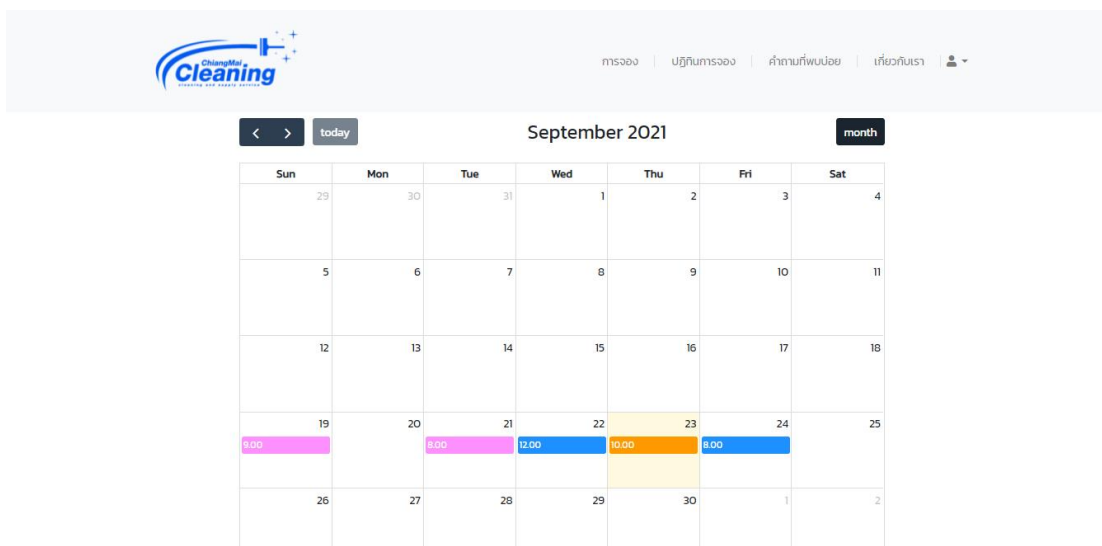 ChiangMai
Cleaning
cleaning and supply service
การจอง ปฏิทินการจอง คำถามที่พบบ่อย เกี่ยวกับเรา
today September 2021 month
Sun Mon Tue Wed Thu Fri Sat
29 30 31 1 2 3 4
5 6 7 8 9 10 11
12 13 14 15 16 17 18
19 20 21 22 23 24 25
9.00 8.00 12.00 10.00 8.00
26 27 28 29 30 1 2